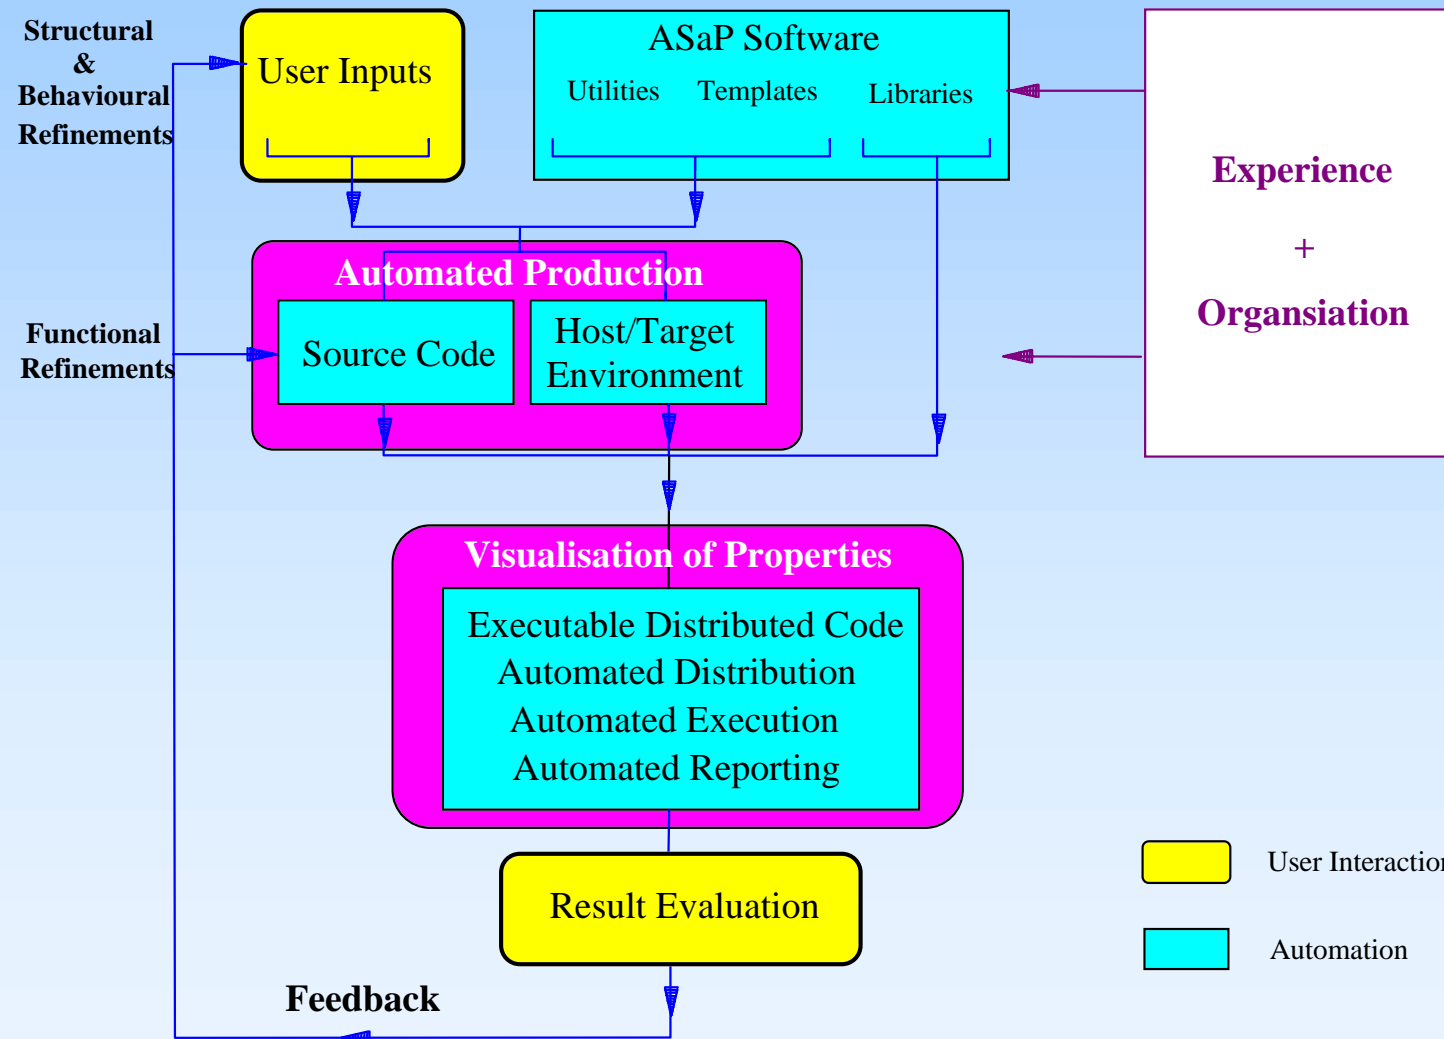 Structural
&
Behavioural
Refinements
User Inputs
ASaP Software
Utilities Templates Libraries
Experience
+
Organsiation
Automated Production
Functional
Refinements
Source Code
Host/Target
Environment
Visualisation of Properties
Executable Distributed Code
Automated Distribution
Automated Execution
Automated Reporting
Result Evaluation
User Interaction
Automation
Feedback